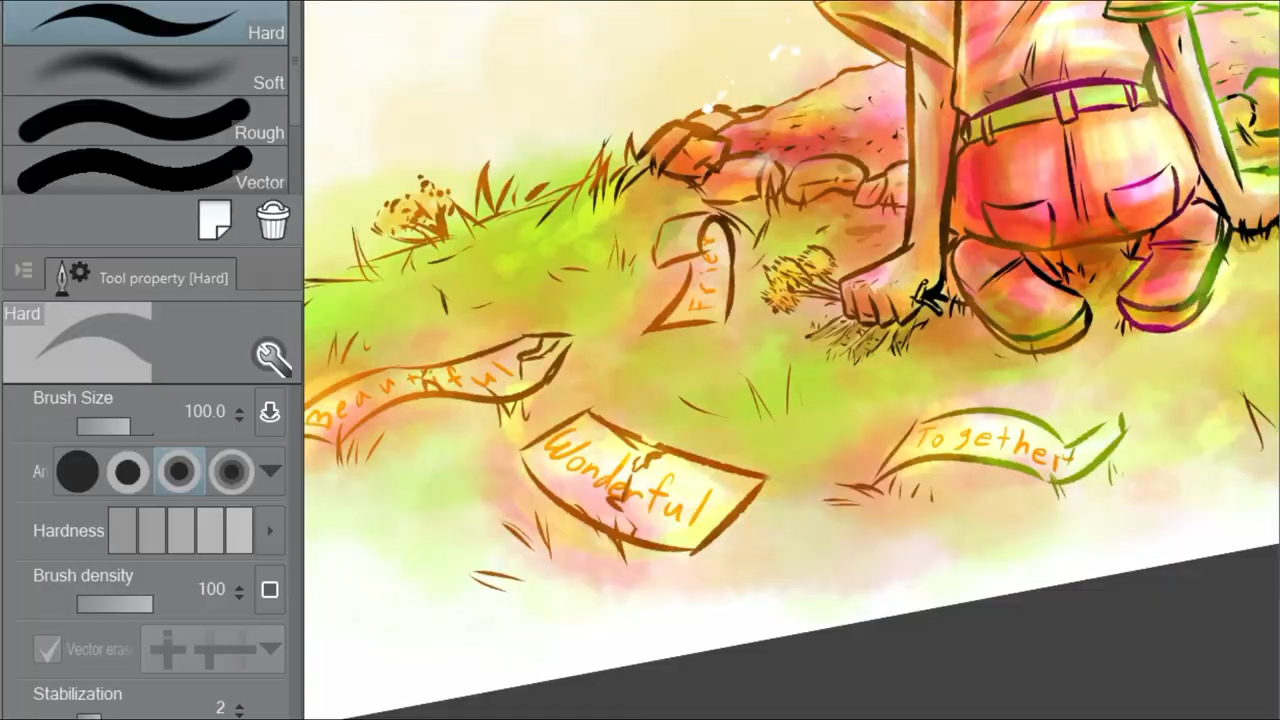 Hard
Soft
Rough
Vector
Tool property [Hard]
Hard
Brush Size
100.0
Hardness
Brush density
100
Vector eras
Stabilization
2
Beautiful
Wonderful
Together